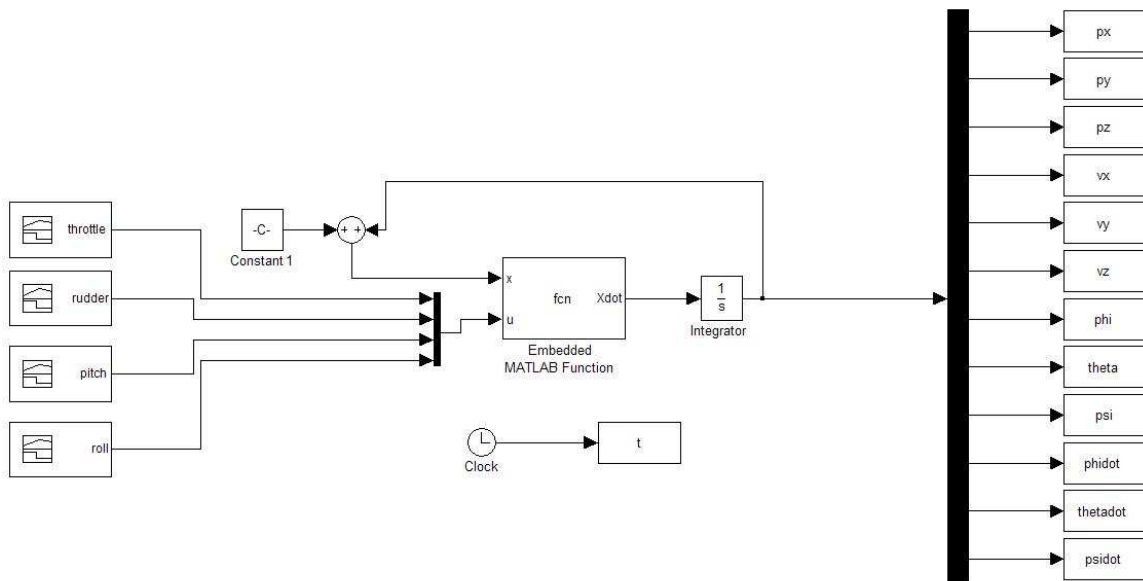 throttle
rudder
pitch
roll
-C-
Constant 1
+ +
x
u
fcn
Xdot
Embedded
MATLAB Function
1
s
Integrator
Clock
t
px
py
pz
vx
vy
vz
phi
theta
psi
phidot
thetadot
psidot